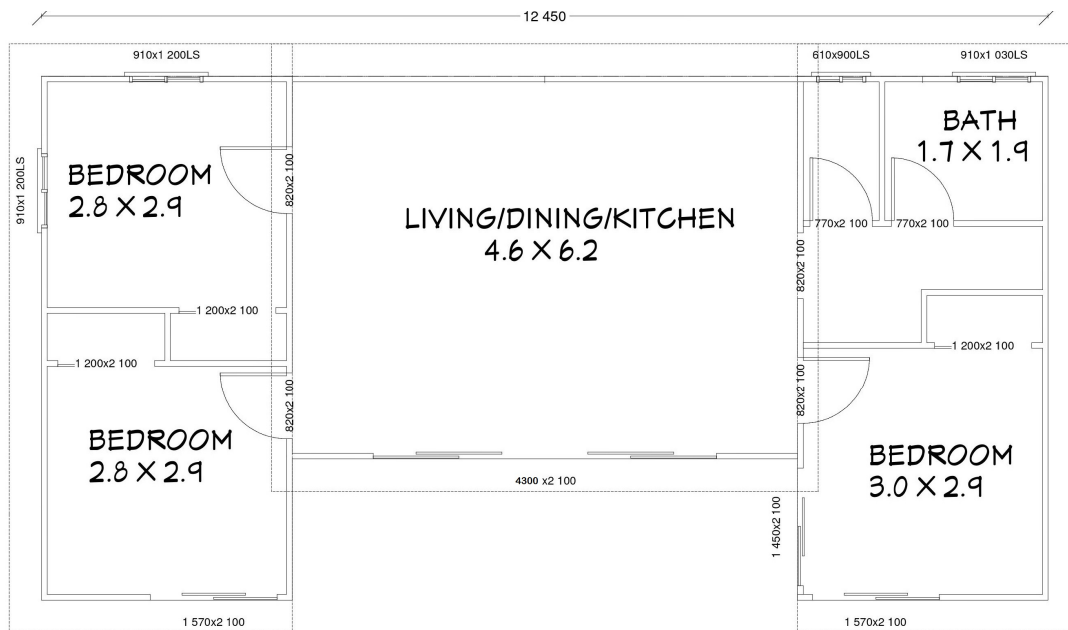 12 450
910x1 200LS
610x900LS
910x1 030LS
910x1 200LS
BEDROOM
2.8 X 2.9
820x2 100
LIVING/DINING/KITCHEN
4.6 X 6.2
BATH
1.7 X 1.9
770x2 100
770x2 100
820x2 100
1 200x2 100
1 200x2 100
1 200x2 100
BEDROOM
2.8 X 2.9
820x2 100
820x2 100
BEDROOM
3.0 X 2.9
4300 x2 100
1 450x2 100
1 570x2 100
1 570x2 100